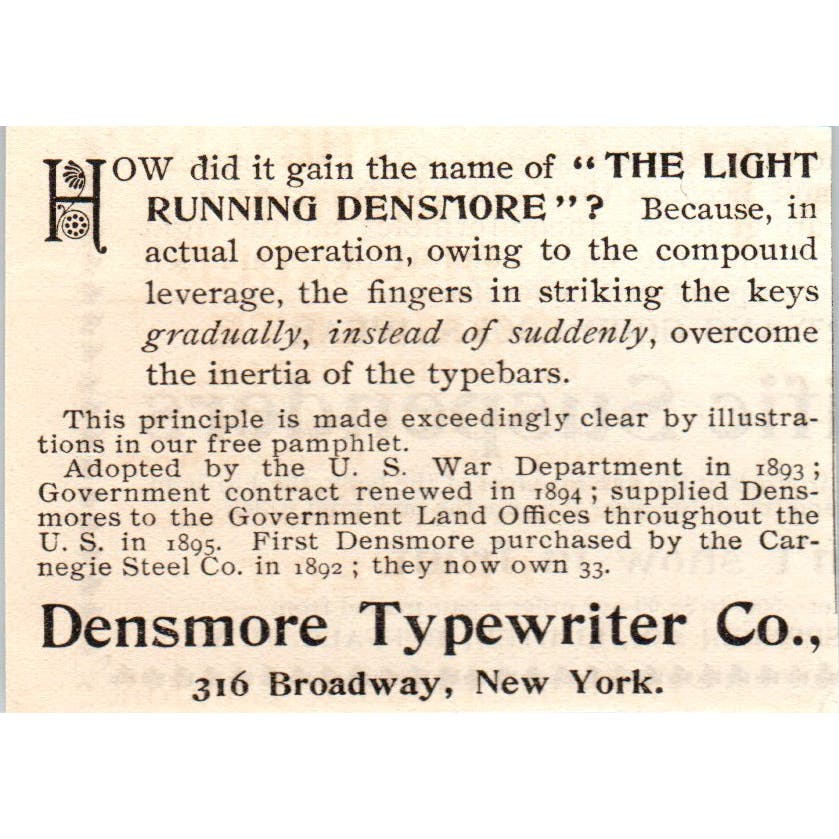 HOW did it gain the name of "THE LIGHT
RUNNING DENSMORE"? Because, in
actual operation, owing to the compound
leverage, the fingers in striking the keys
gradually, instead of suddenly, overcome
the inertia of the typebars.
This principle is made exceedingly clear by illustra-
tions in our free pamphlet.
Adopted by the U. S. War Department in 1893;
Government contract renewed in 1894; supplied Dens-
mores to the Government Land Offices throughout the
U. S. in 1895. First Densmore purchased by the Car-
negie Steel Co. in 1892; they now own 33.
Densmore Typewriter Co.,
316 Broadway, New York.